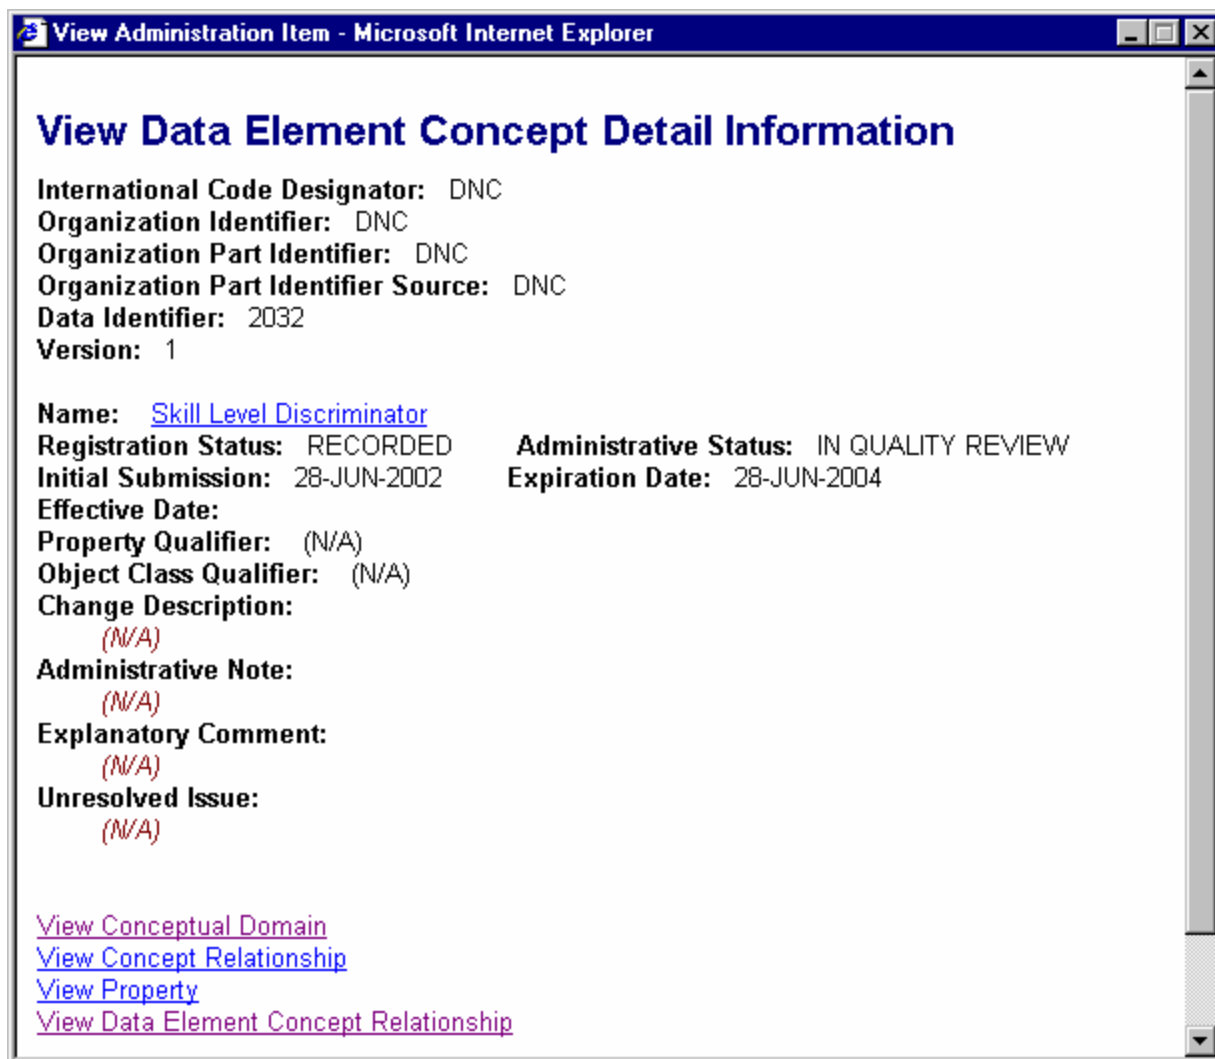 View Administration Item - Microsoft Internet Explorer
View Data Element Concept Detail Information
International Code Designator: DNC
Organization Identifier: DNC
Organization Part Identifier: DNC
Organization Part Identifier Source: DNC
Data Identifier: 2032
Version: 1
Name: Skill Level Discriminator
Registration Status: RECORDED Administrative Status: IN QUALITY REVIEW
Initial Submission: 28-JUN-2002 Expiration Date: 28-JUN-2004
Effective Date:
Property Qualifier: (N/A)
Object Class Qualifier: (N/A)
Change Description:
(N/A)
Administrative Note:
(N/A)
Explanatory Comment:
(N/A)
Unresolved Issue:
(N/A)
View Conceptual Domain
View Concept Relationship
View Property
View Data Element Concept Relationship